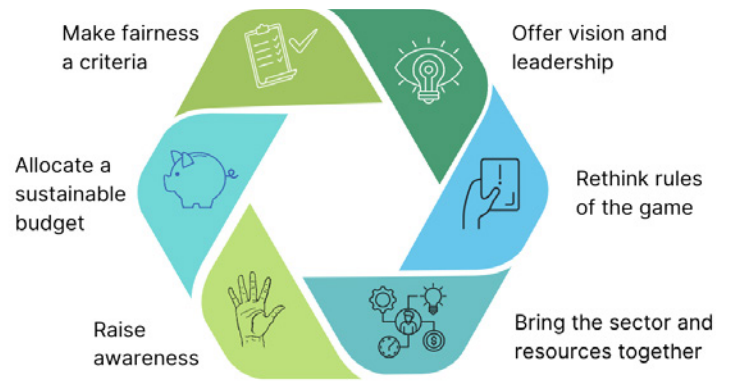 Make fairness
a criteria
Offer vision and
leadership
Allocate a
sustainable
budget
Rethink rules
of the game
Raise
awareness
Bring the sector and
resources together